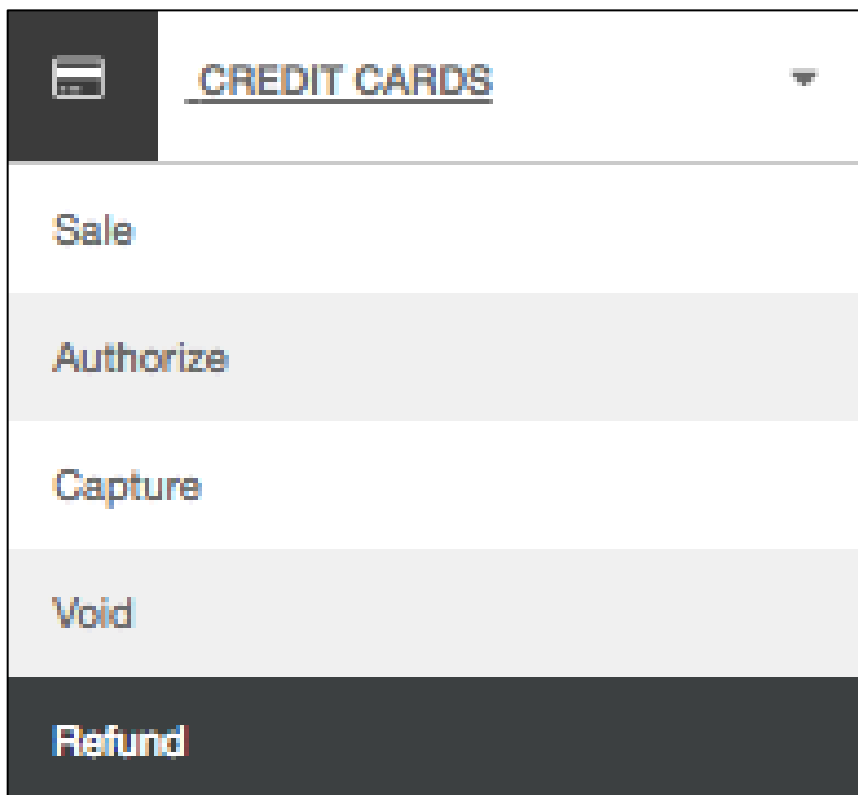 CREDIT CARDS
Sale
Authorize
Capture
Void
Refund